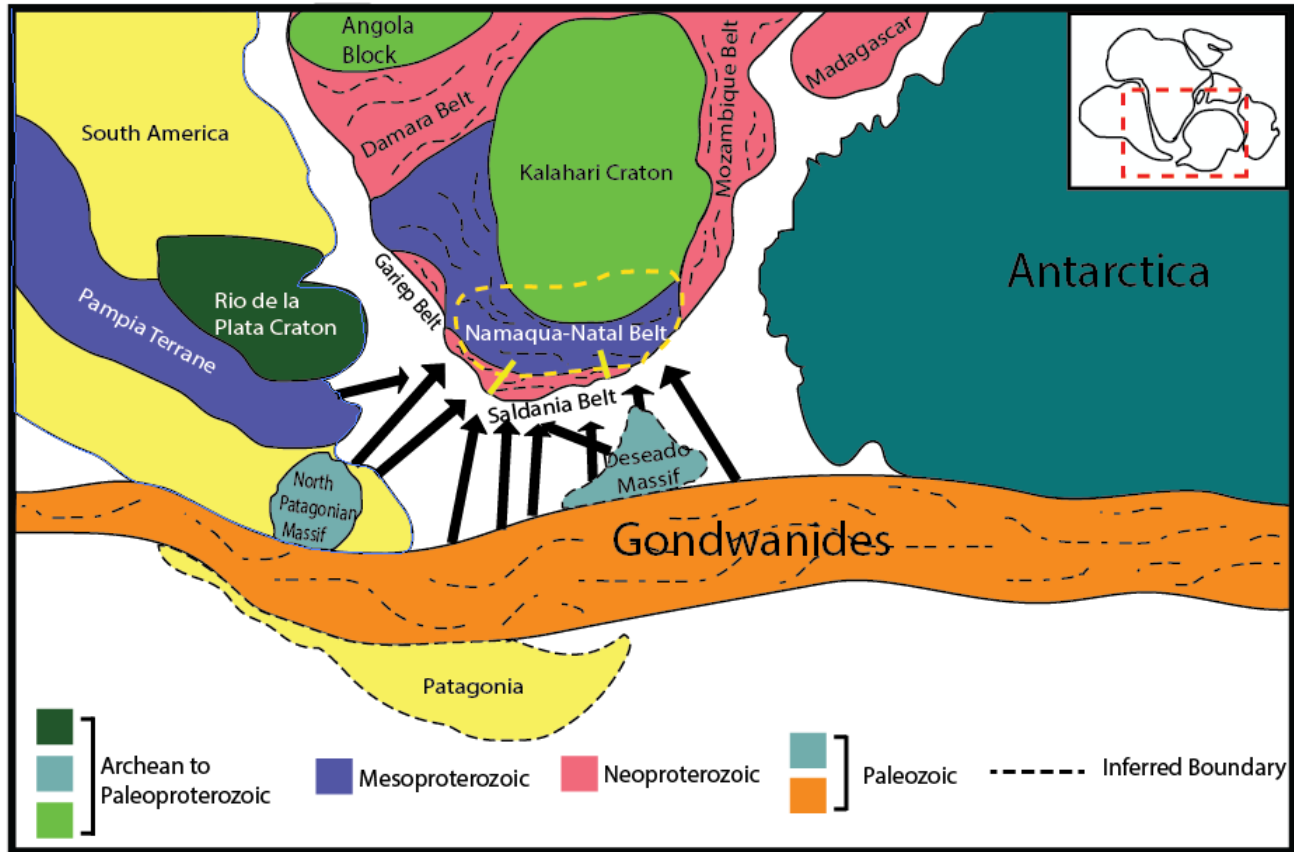 Angola
Block
Madagascar
South America
Damara Belt
Kalahari Craton
Mozambique Belt
Antarctica
Gariep Belt
Rio de la
Plata Craton
Pampia Terrane
Namaqua-Natal Belt
Saldania Belt
Deseado
Massif
North
Patagonian
Massif
Gondwanides
Patagonia
Archean to
Paleoproterozoic
Mesoproterozoic
Neoproterozoic
Paleozoic
Inferred Boundary